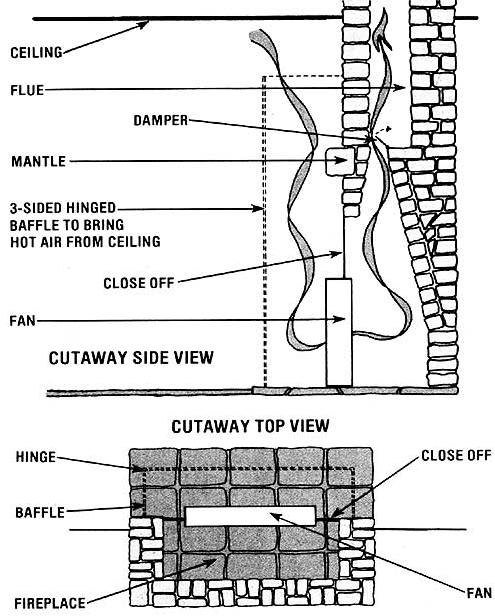 CEILING
FLUE
DAMPER
MANTLE
3-SIDED HINGED
BAFFLE TO BRING
HOT AIR FROM CEILING
CLOSE OFF
FAN
CUTAWAY SIDE VIEW
CUTAWAY TOP VIEW
HINGE
CLOSE OFF
BAFFLE
FAN
FIREPLACE